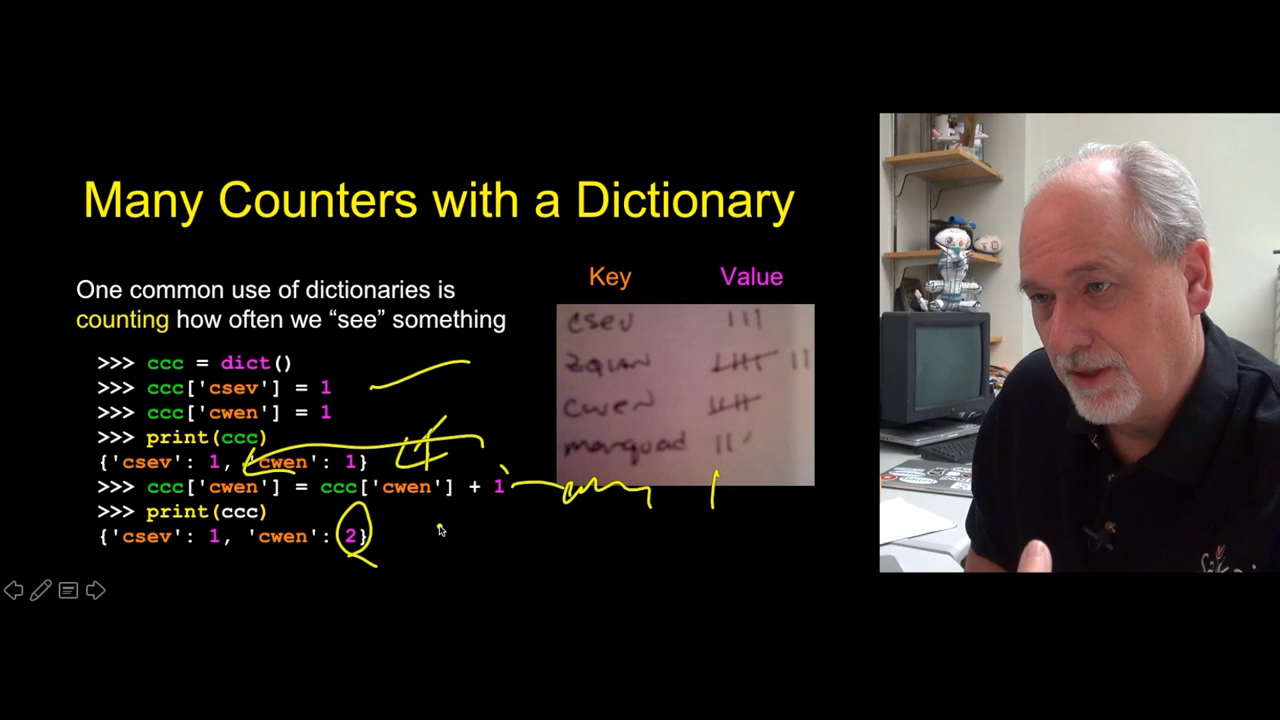 Many Counters with a Dictionary
One common use of dictionaries is
counting how often we “see” something
>>> ccc = dict()
>>> ccc['csev'] = 1
>>> ccc['cwen'] = 1
>>> print(ccc)
{'csev': 1, 'cwen': 1}
>>> ccc['cwen'] = ccc['cwen'] + 1
>>> print(ccc)
{'csev': 1, 'cwen': 2}
Key Value
csev
zquan
cwen
marquad